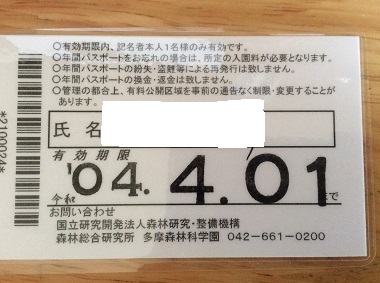 ○有効期限内、記名者本人1名様のみ有効です。
○年間パスポートをお忘れの場合は、所定の入園料が必要となります。
○年間パスポートの紛失・盗難等による再発行は致しません。
○年間パスポートの換金・返金は致しません。
○管理の都合上、有料公開区域を事前の通告なく制限・変更することが
あります。
氏名
有効期限
令和 '04.4.01 まで
お問い合わせ
国立研究開発法人森林研究・整備機構
森林総合研究所 多摩森林科学園 042-661-0200
*2100024*